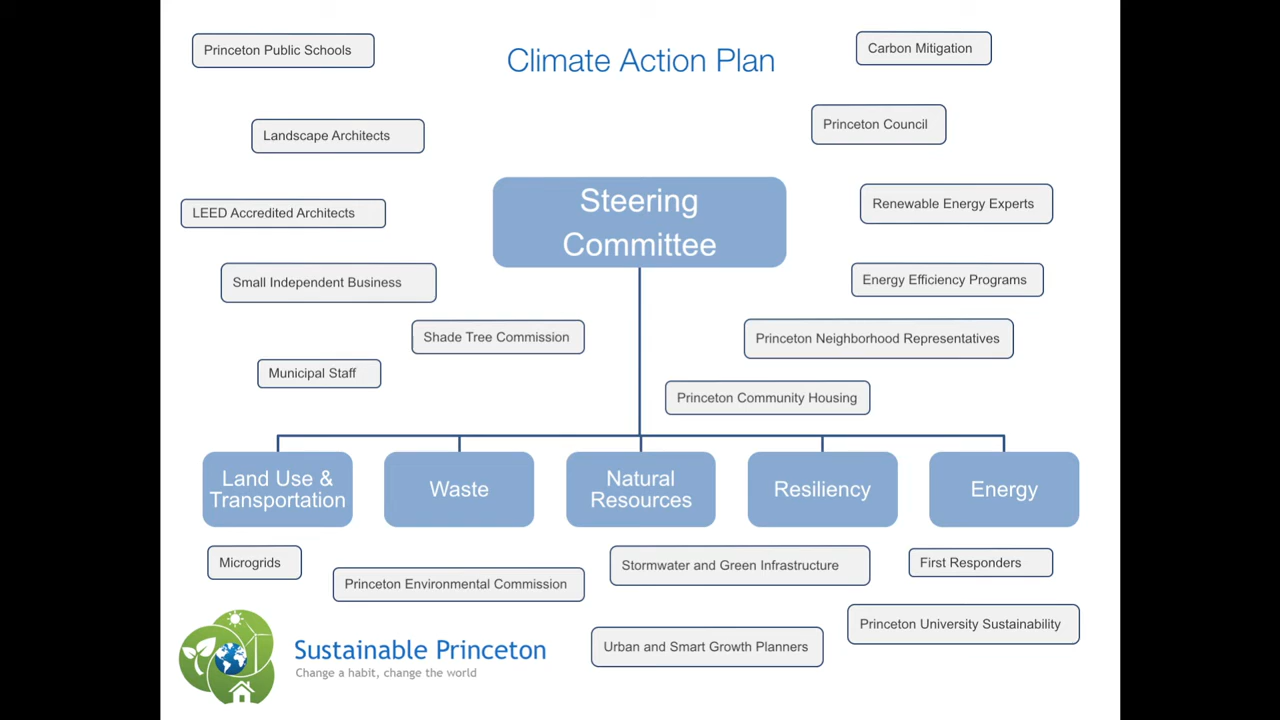 Princeton Public Schools
Climate Action Plan
Carbon Mitigation
Landscape Architects
Princeton Council
Steering
Committee
LEED Accredited Architects
Renewable Energy Experts
Small Independent Business
Energy Efficiency Programs
Shade Tree Commission
Princeton Neighborhood Representatives
Municipal Staff
Princeton Community Housing
Land Use &
Transportation
Waste
Natural
Resources
Resiliency
Energy
Microgrids
Princeton Environmental Commission
Stormwater and Green Infrastructure
First Responders
Princeton University Sustainability
Urban and Smart Growth Planners
Sustainable Princeton
Change a habit, change the world